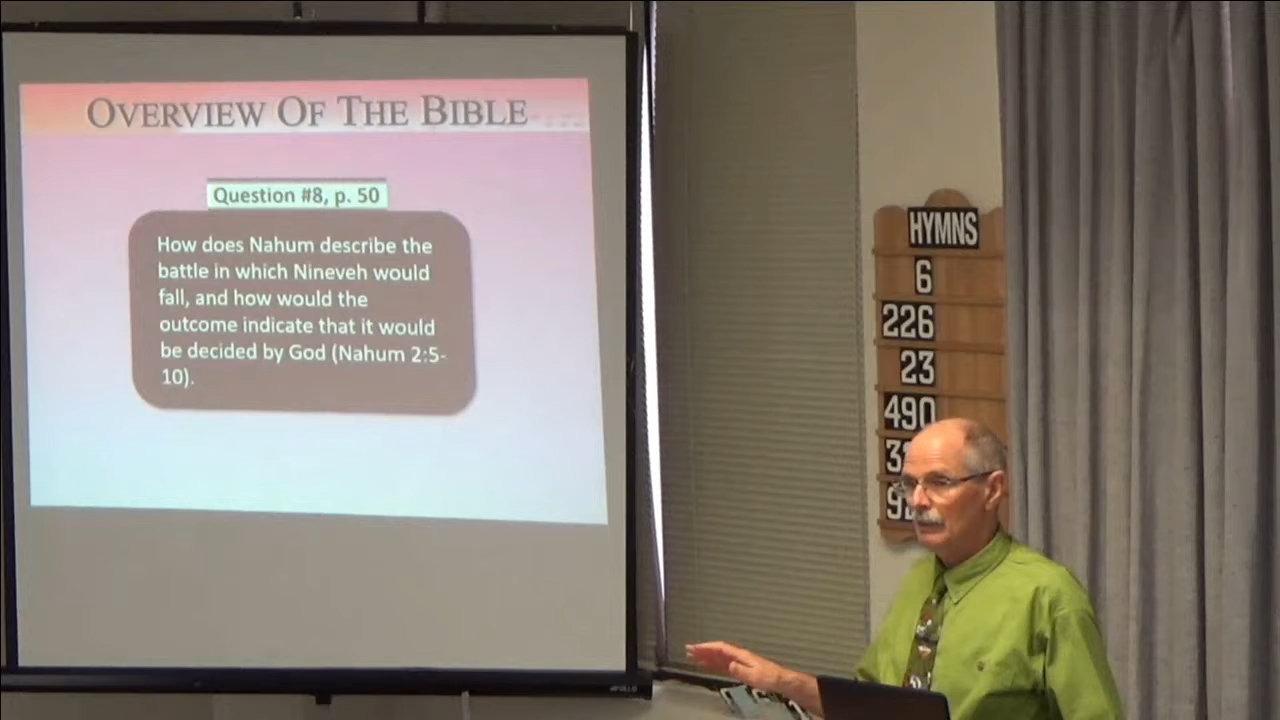 OVERVIEW OF THE BIBLE
Question #8, p. 50
How does Nahum describe the
battle in which Nineveh would
fall, and how would the
outcome indicate that it would
be decided by God (Nahum 2:5-
10).
HYMNS
6
226
23
490
APOLLO